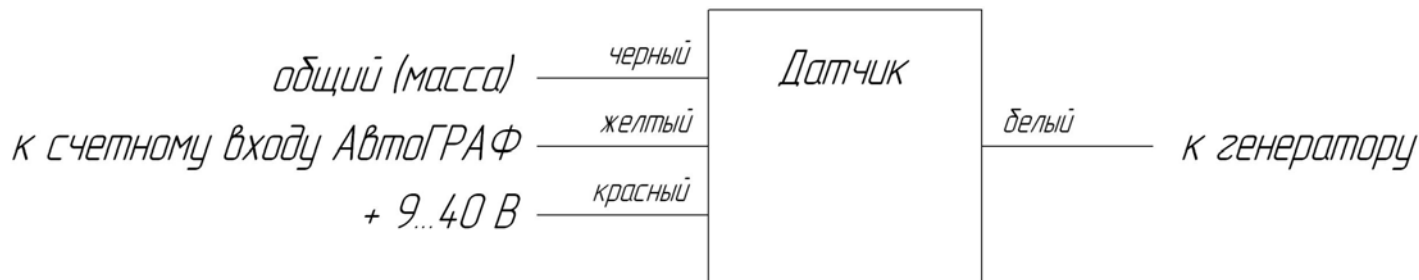 черный
общий (масса)
Датчик
желтый
к счетному входу АвтоГРАФ
белый
к генератору
красный
+ 9...40 В